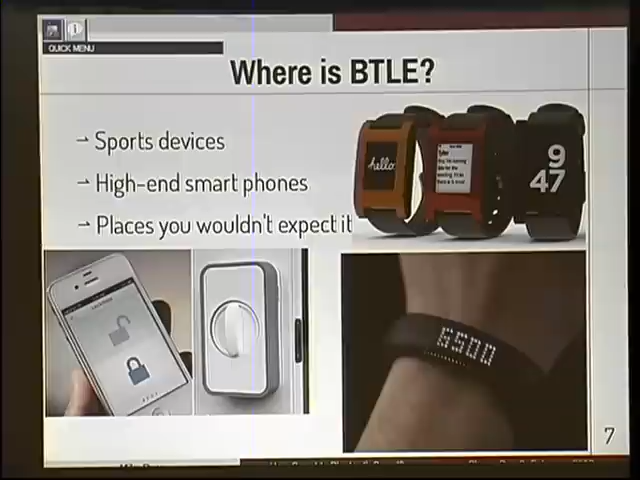 QUICK MENU
Where is BTLE?
→ Sports devices
→ High-end smart phones
→ Places you wouldn't expect it
hello
9
47
6500
7